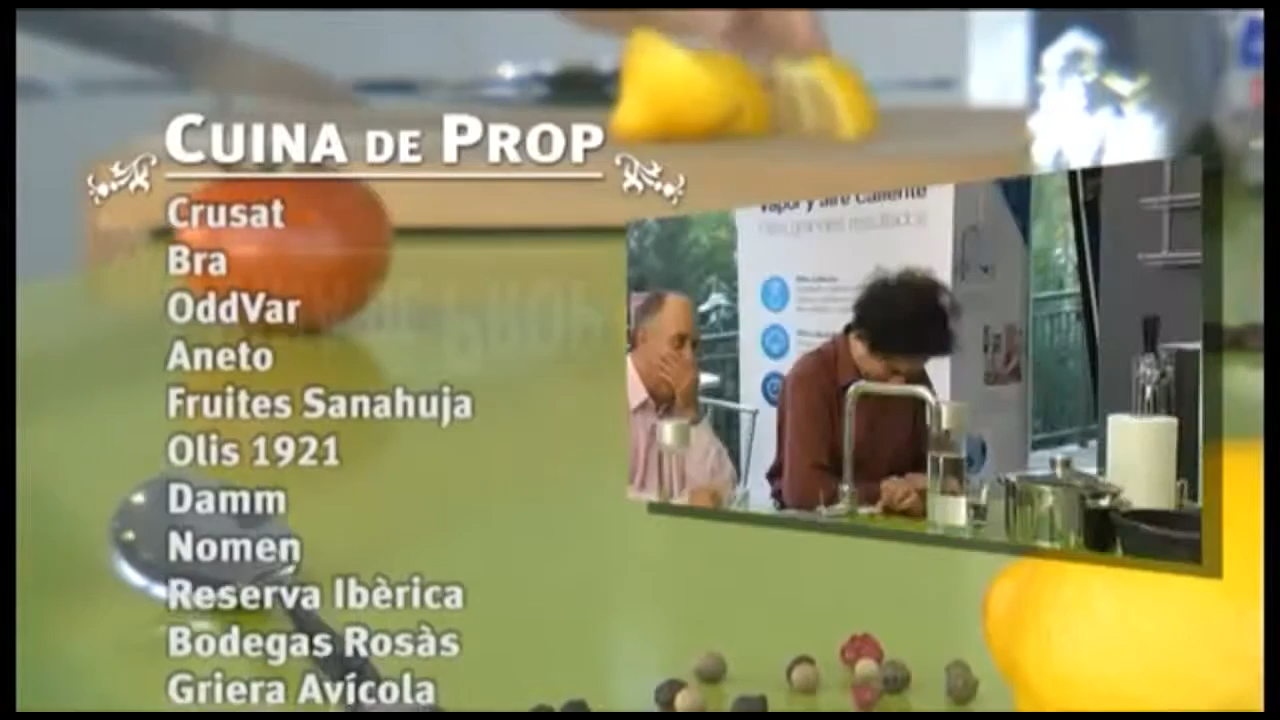 CUINA DE PROP
Crusat
Bra
OddVar
Aneto
Fruites Sanahuja
Olis 1921
Damm
Nomen
Reserva Ibèrica
Bodegas Rosàs
Griera Avícola
vapor y aire caliente